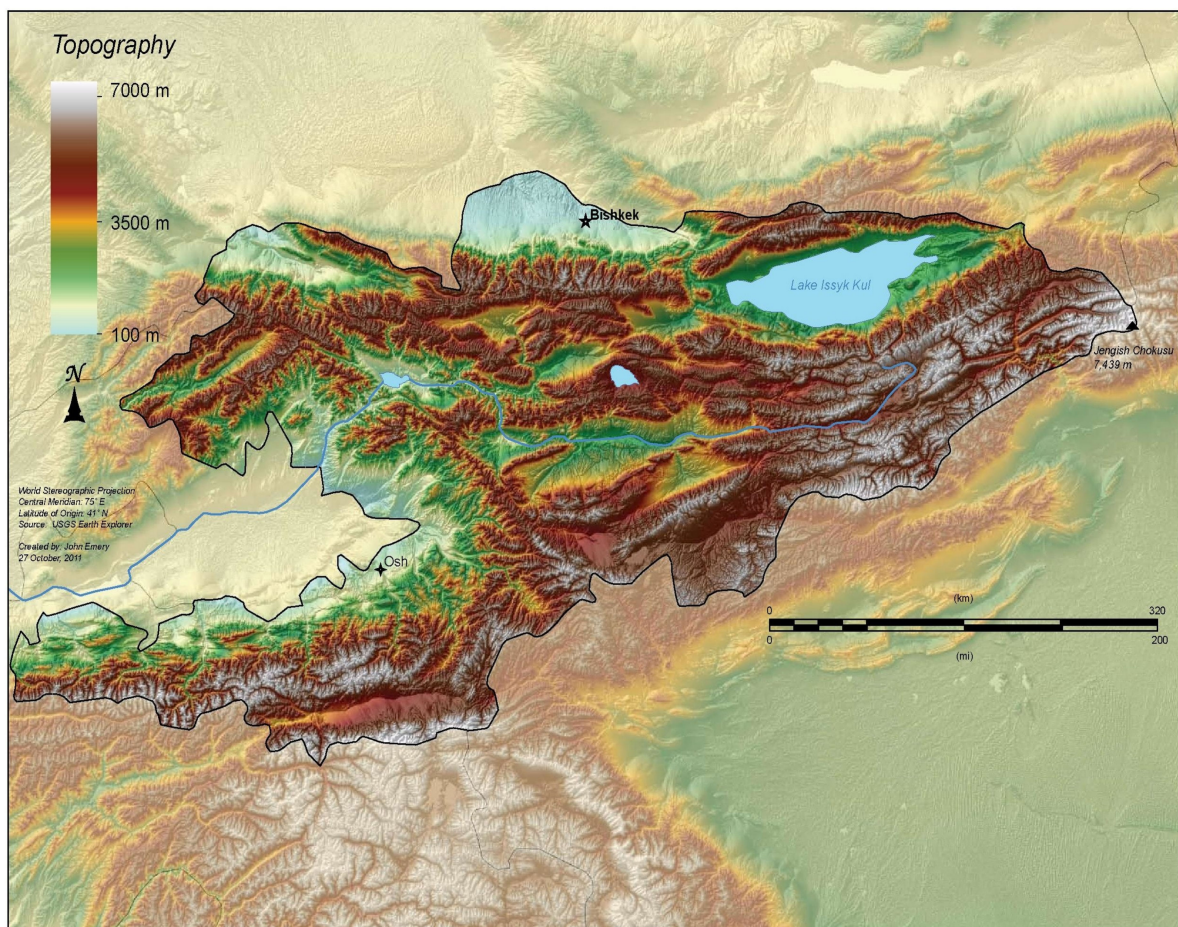 Topography
7000 m
3500 m
100 m
N
Bishkek
Lake Issyk Kul
Jengish Chokusu
7,439 m
World Stereographic Projection
Central Meridian: 75° E
Latitude of Origin: 41° N
Source: USGS Earth Explorer
Created by: John Emery
27 October, 2011
Osh
(km)
0 320
0 200
(mi)